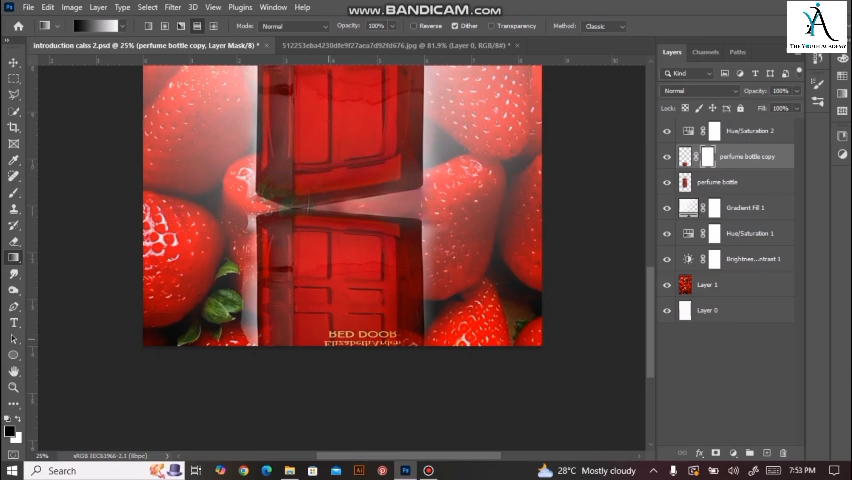 WWW.BANDICAM.COM
File Edit Image Layer Type Select Filter 3D View Plugins Window Help
Mode: Normal Opacity: 100% Reverse Dither Transparency Method: Classic
introduction calss 2.psd @ 25% (perfume bottle copy, Layer Mask/8) * ×
512253eba4230dfe9f27aca7d92fd676.jpg @ 81.9% (Layer 0, RGB/8#) * ×
THE YOUTH ACADEMY
Layers Channels Paths
Kind
Normal Opacity: 100%
Lock: Fill: 100%
Hue/Saturation 2
perfume bottle copy
perfume bottle
Gradient Fill 1
Hue/Saturation 1
Brightnes...ntrast 1
Layer 1
Layer 0
RED DOOR
ElizabethArden
25% sRGB IEC61966-2.1 (8bpc)
Search
28°C Mostly cloudy
7:53 PM